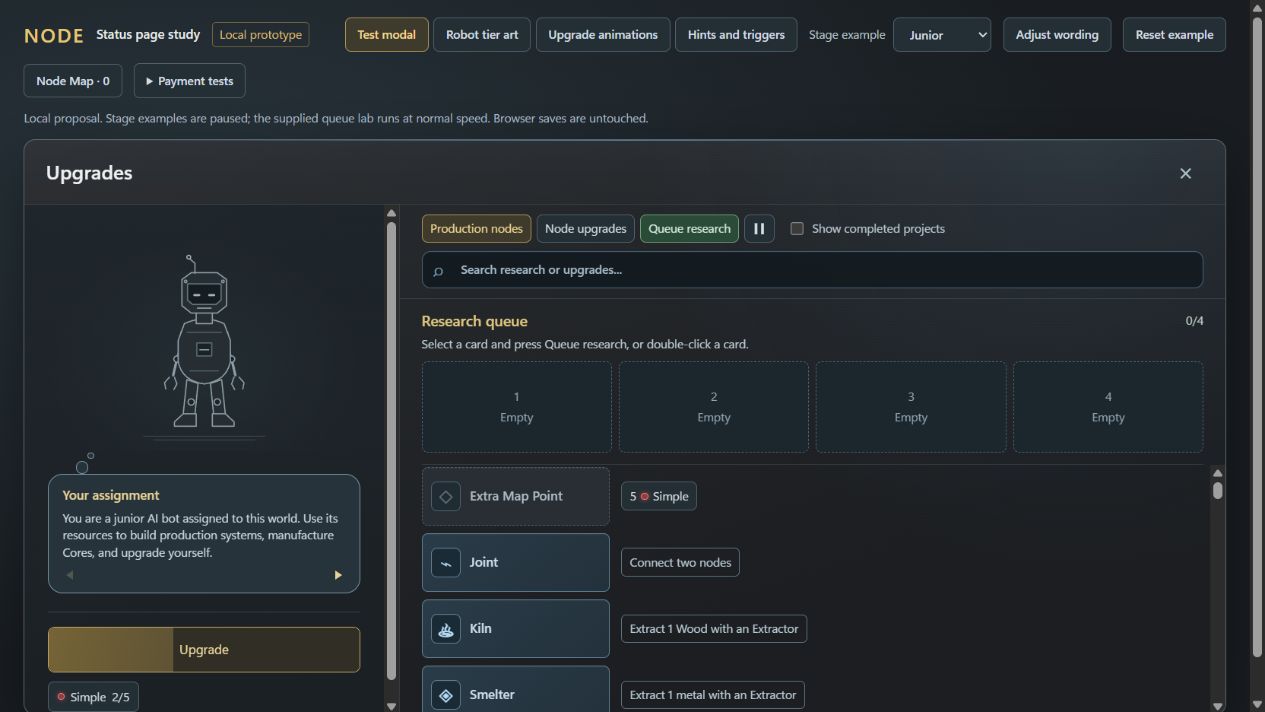 NODE Status page study Local prototype Test modal Robot tier art Upgrade animations Hints and triggers Stage example Junior Adjust wording Reset example
Node Map · 0 Payment tests
Local proposal. Stage examples are paused; the supplied queue lab runs at normal speed. Browser saves are untouched.
Upgrades
Production nodes Node upgrades Queue research Show completed projects
Search research or upgrades...
Research queue 0/4
Select a card and press Queue research, or double-click a card.
1 2 3 4
Empty Empty Empty Empty
Your assignment
You are a junior AI bot assigned to this world. Use its
resources to build production systems, manufacture
Cores, and upgrade yourself.
Upgrade
Simple 2/5
Extra Map Point 5 Simple
Joint Connect two nodes
Kiln Extract 1 Wood with an Extractor
Smelter Extract 1 metal with an Extractor